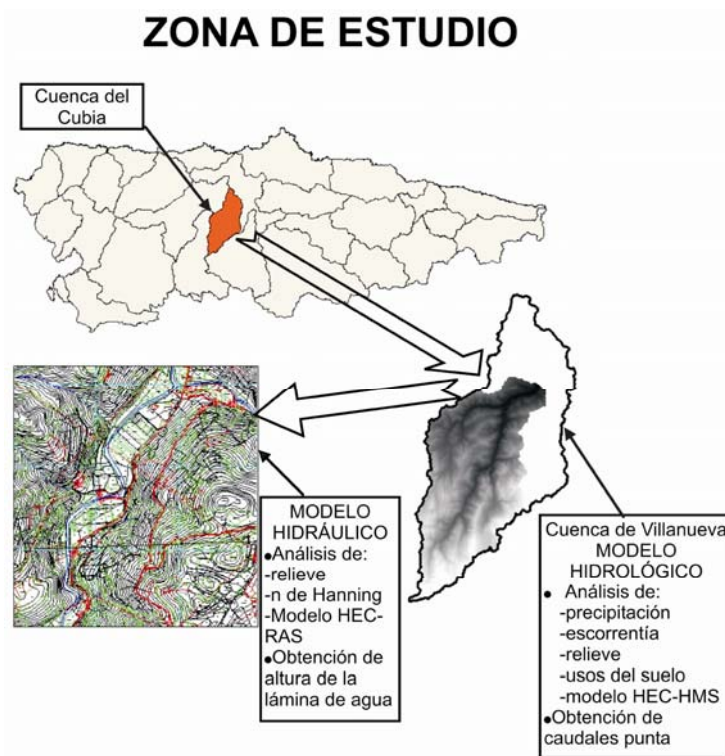 ZONA DE ESTUDIO
Cuenca del
Cubia
MODELO
HIDRÁULICO
●Análisis de:
-relieve
-n de Hanning
-Modelo HEC-
RAS
●Obtención de
altura de la
lámina de agua
Cuenca de Villanueva
MODELO
HIDROLÓGICO
● Análisis de:
-precipitación
-escorrentía
-relieve
-usos del suelo
-modelo HEC-HMS
●Obtención de
caudales punta